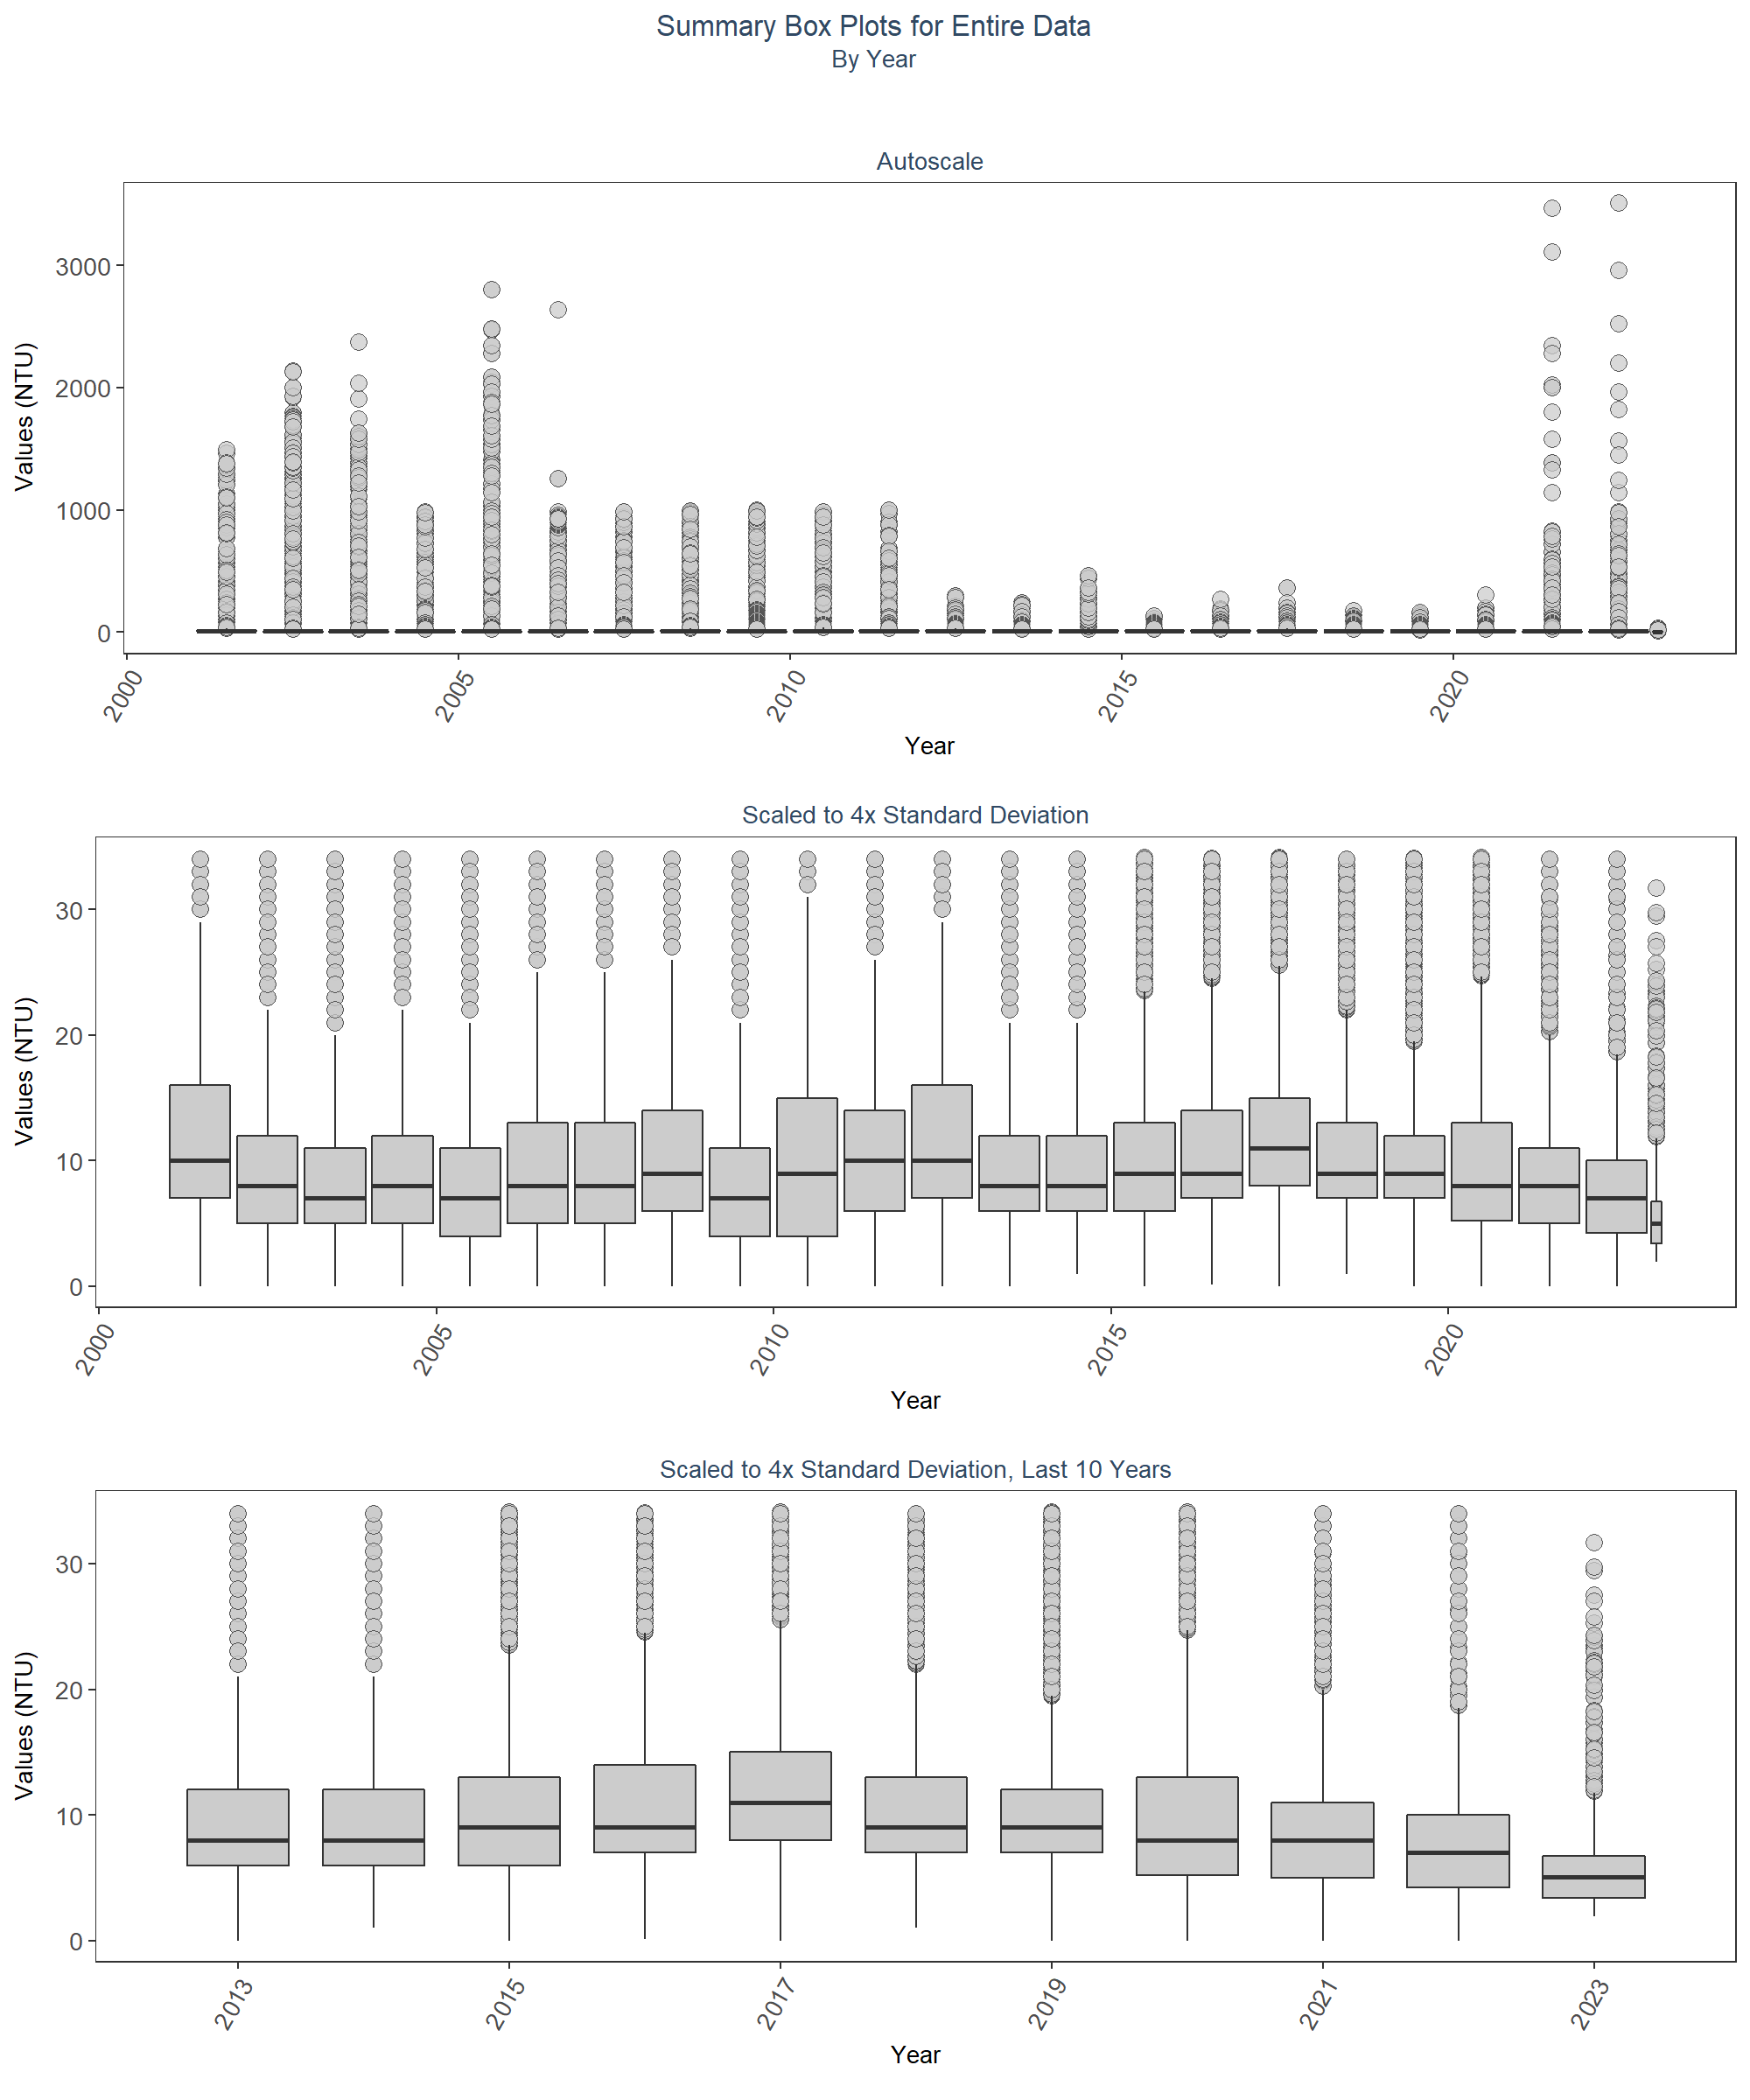 Summary Box Plots for Entire Data
By Year
Autoscale
Values (NTU)
3000
2000
1000
0
2000
2005
2010
2015
2020
Year
Scaled to 4x Standard Deviation
Values (NTU)
30
20
10
0
2000
2005
2010
2015
2020
Year
Scaled to 4x Standard Deviation, Last 10 Years
Values (NTU)
30
20
10
0
2013
2015
2017
2019
2021
2023
Year